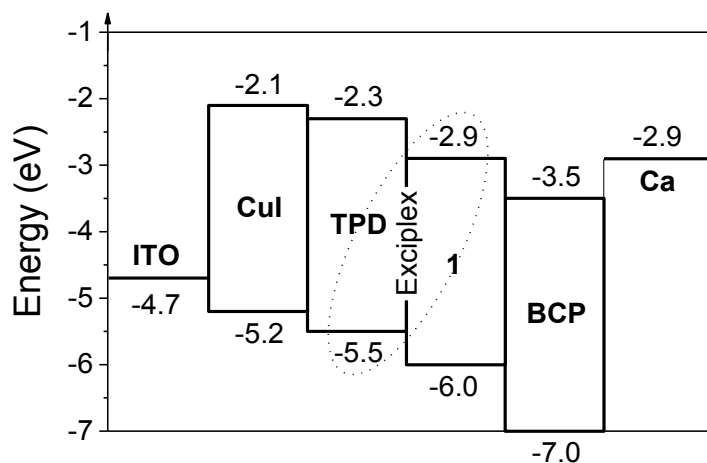 -1
-2
-3
-4
-5
-6
-7
Energy (eV)
-2.1
-2.3
-2.9
-3.5
-2.9
ITO
CuI
TPD
Exciplex
1
BCP
Ca
-4.7
-5.2
-5.5
-6.0
-7.0